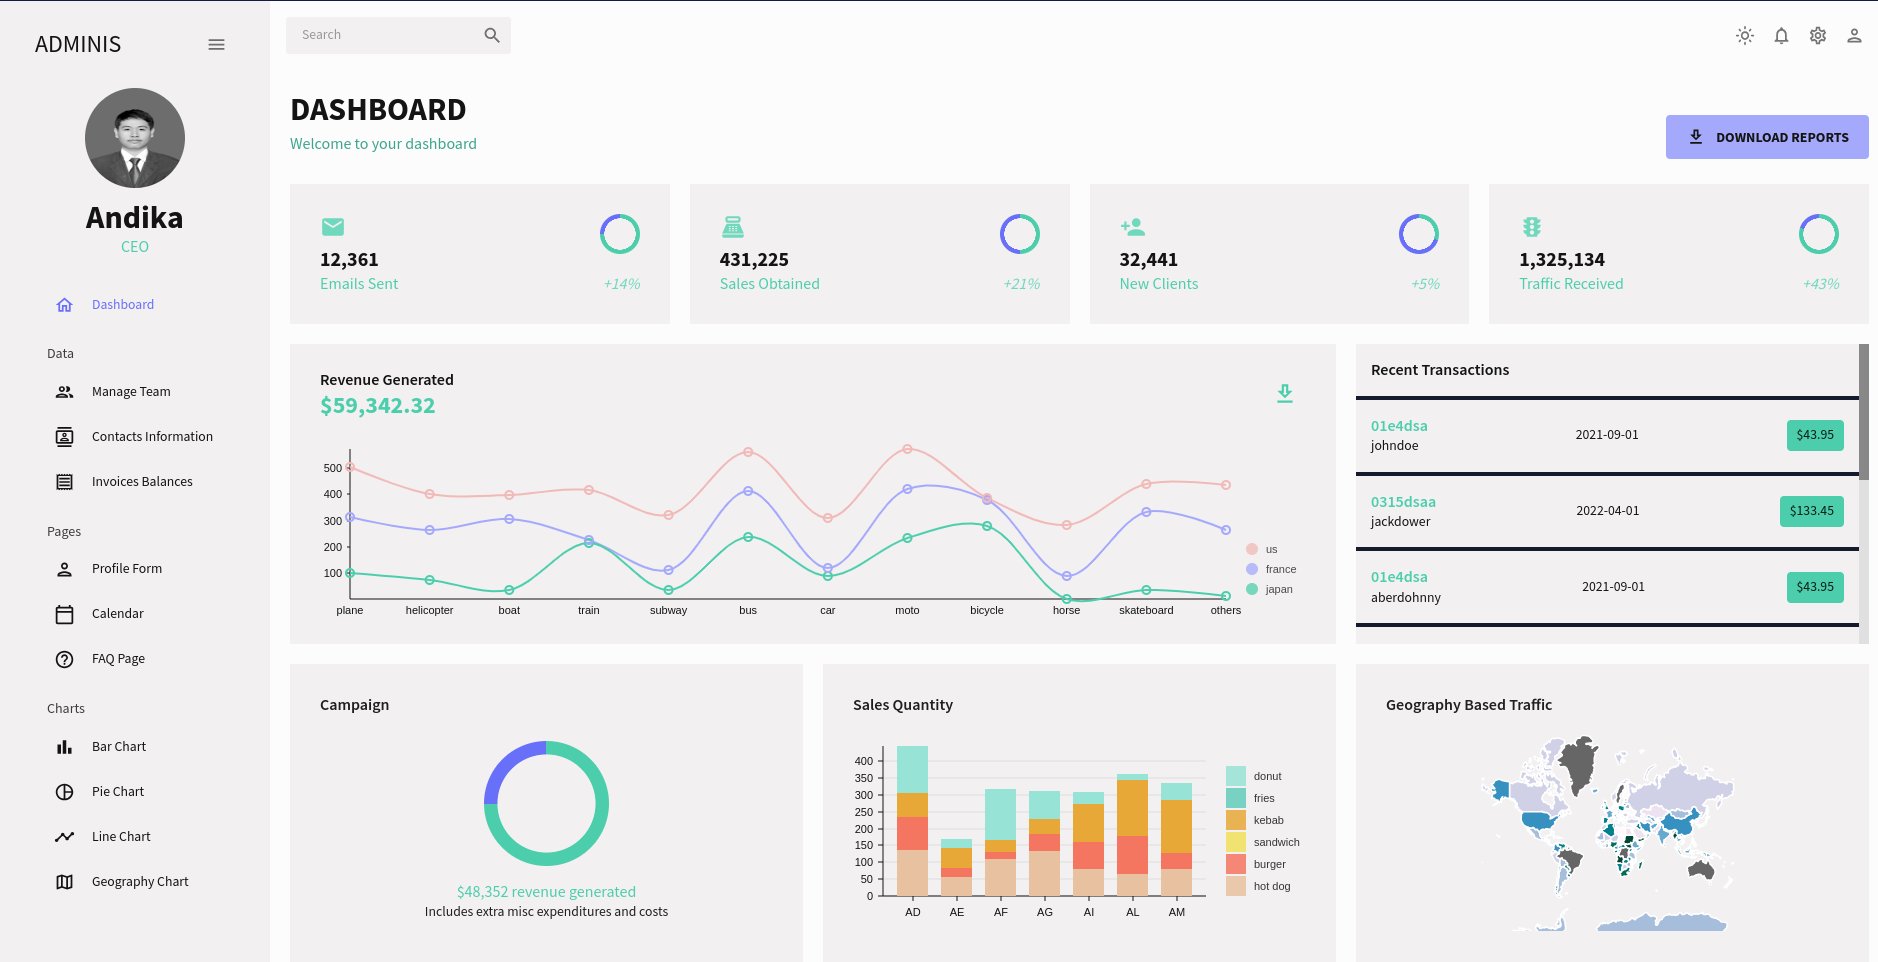 ADMINIS
Andika
CEO
Dashboard
Data
Manage Team
Contacts Information
Invoices Balances
Pages
Profile Form
Calendar
FAQ Page
Charts
Bar Chart
Pie Chart
Line Chart
Geography Chart
Search
DASHBOARD
Welcome to your dashboard
DOWNLOAD REPORTS
12,361
Emails Sent +14%
431,225
Sales Obtained +21%
32,441
New Clients +5%
1,325,134
Traffic Received +43%
Revenue Generated
$59,342.32
500
400
300
200
100
plane helicopter boat train subway bus car moto bicycle horse skateboard others
us
france
japan
Recent Transactions
01e4dsa
johndoe
2021-09-01
$43.95
0315dsaa
jackdower
2022-04-01
$133.45
01e4dsa
aberdohnny
2021-09-01
$43.95
Campaign
$48,352 revenue generated
Includes extra misc expenditures and costs
Sales Quantity
400
350
300
250
200
150
100
50
0
AD AE AF AG AI AL AM
donut
fries
kebab
sandwich
burger
hot dog
Geography Based Traffic